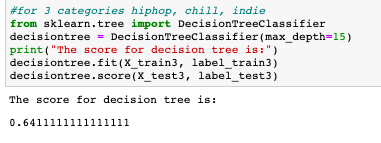 #for 3 categories hiphop, chill, indie
from sklearn.tree import DecisionTreeClassifier
decisiontree = DecisionTreeClassifier(max_depth=15)
print("The score for decision tree is:")
decisiontree.fit(X_train3, label_train3)
decisiontree.score(X_test3, label_test3)
The score for decision tree is:
0.6411111111111111